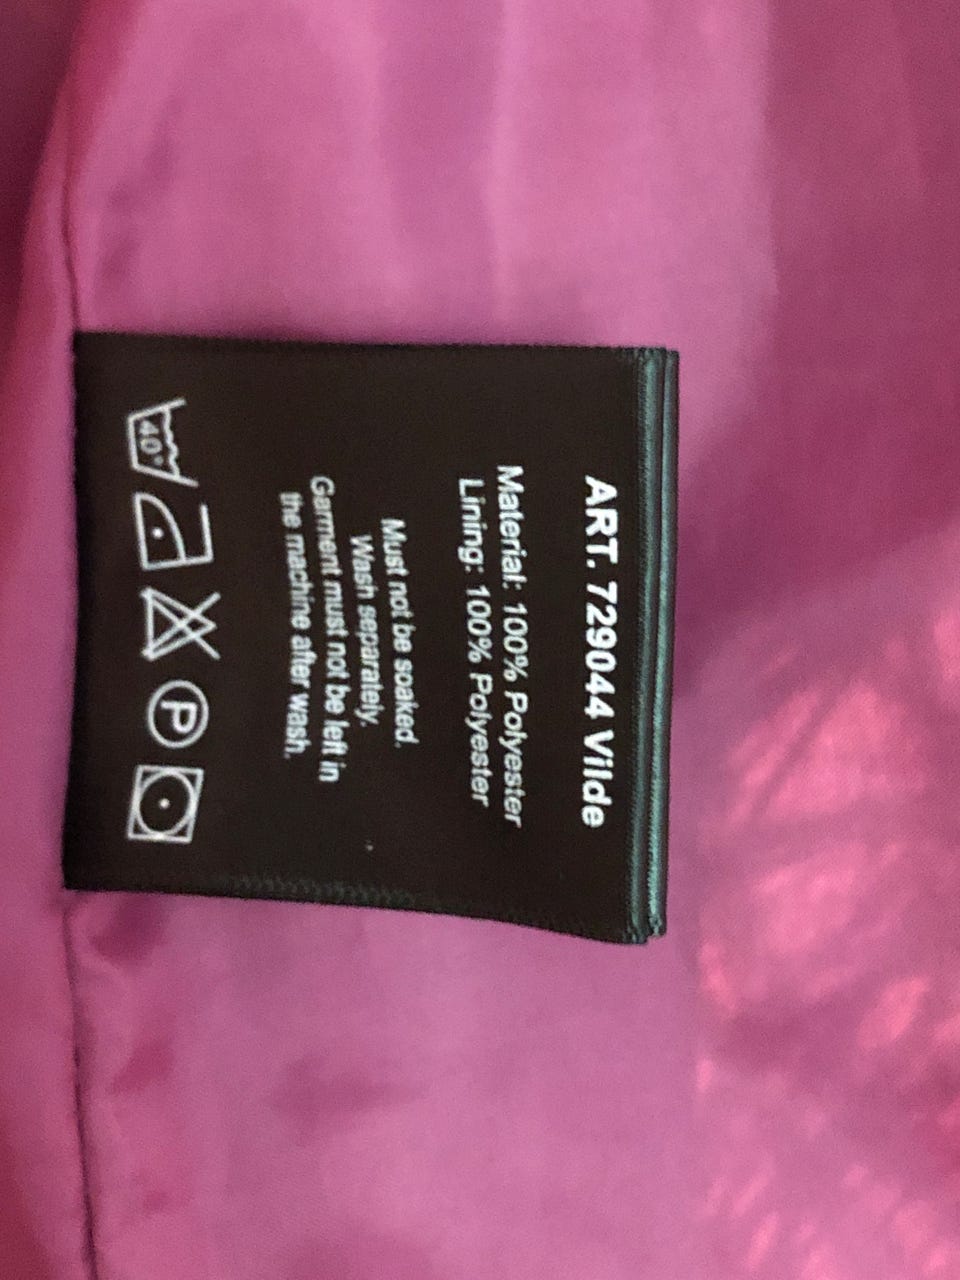 ART. 729044 Vilde
Material: 100% Polyester
Lining: 100% Polyester
Must not be soaked.
Wash separately.
Garment must not be left in
the machine after wash.
40° P